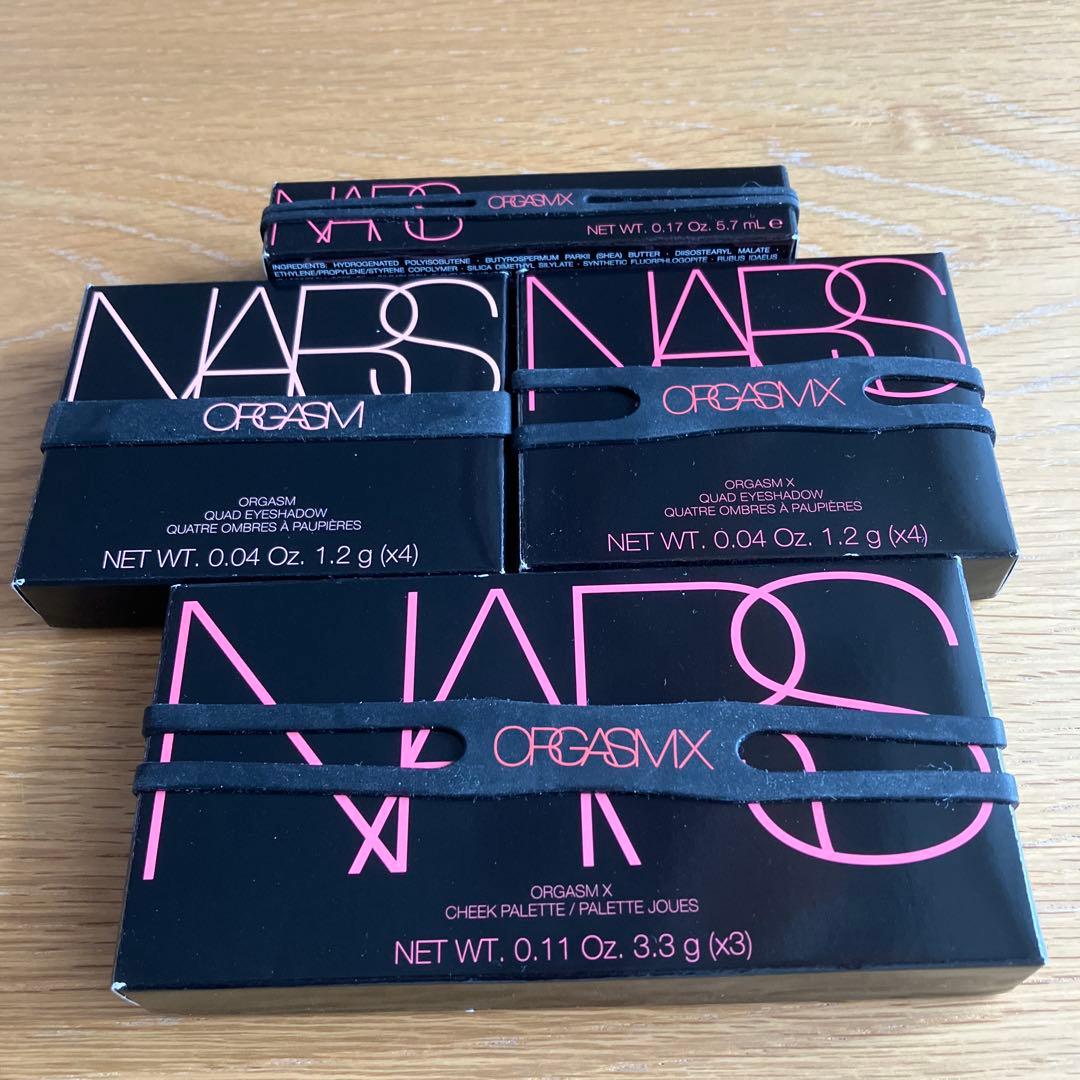 NARS
ORGASM X
NET WT. 0.17 Oz. 5.7 mL e
INGREDIENTS: HYDROGENATED POLYISOBUTENE · BUTYROSPERMUM PARKII (SHEA) BUTTER · DIISOSTEARYL MALATE ·
ETHYLENE/PROPYLENE/STYRENE COPOLYMER · SILICA DIMETHYL SILYLATE · SYNTHETIC FLUORPHLOGOPITE · RUBUS IDAEUS
NARS
ORGASM
ORGASM
QUAD EYESHADOW
QUATRE OMBRES À PAUPIÈRES
NET WT. 0.04 Oz. 1.2 g (x4)
NARS
ORGASM X
ORGASM X
QUAD EYESHADOW
QUATRE OMBRES À PAUPIÈRES
NET WT. 0.04 Oz. 1.2 g (x4)
NARS
ORGASM X
ORGASM X
CHEEK PALETTE / PALETTE JOUES
NET WT. 0.11 Oz. 3.3 g (x3)